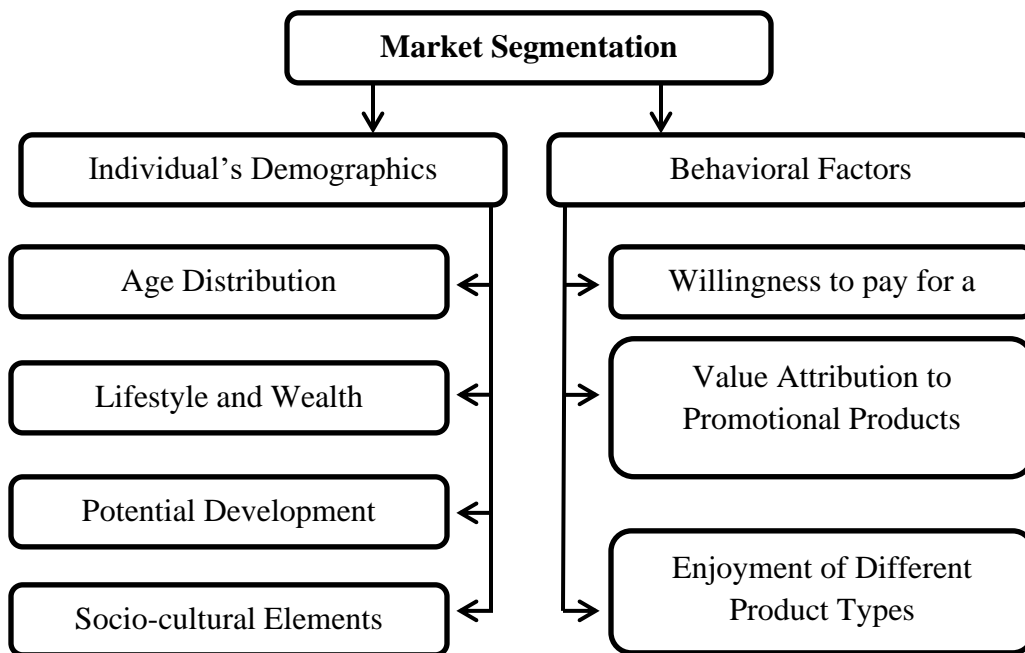 Market Segmentation
Individual's Demographics
Behavioral Factors
Age Distribution
Willingness to pay for a
Lifestyle and Wealth
Value Attribution to
Promotional Products
Potential Development
Enjoyment of Different
Product Types
Socio-cultural Elements